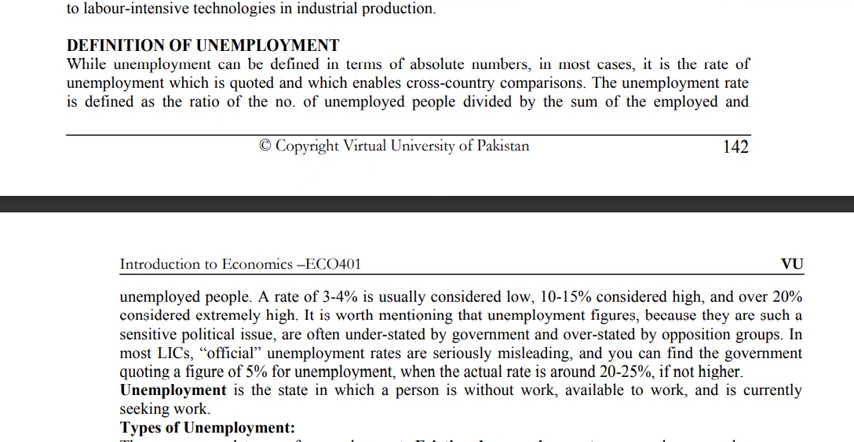 to labour-intensive technologies in industrial production.
DEFINITION OF UNEMPLOYMENT
While unemployment can be defined in terms of absolute numbers, in most cases, it is the rate of
unemployment which is quoted and which enables cross-country comparisons. The unemployment rate
is defined as the ratio of the no. of unemployed people divided by the sum of the employed and
© Copyright Virtual University of Pakistan 142
Introduction to Economics –ECO401 VU
unemployed people. A rate of 3-4% is usually considered low, 10-15% considered high, and over 20%
considered extremely high. It is worth mentioning that unemployment figures, because they are such a
sensitive political issue, are often under-stated by government and over-stated by opposition groups. In
most LICs, “official” unemployment rates are seriously misleading, and you can find the government
quoting a figure of 5% for unemployment, when the actual rate is around 20-25%, if not higher.
Unemployment is the state in which a person is without work, available to work, and is currently
seeking work.
Types of Unemployment: